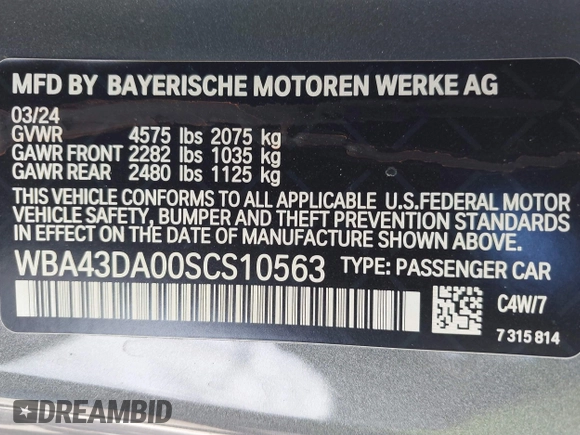 MFD BY BAYERISCHE MOTOREN WERKE AG
03/24
GVWR 4575 lbs 2075 kg
GAWR FRONT 2282 lbs 1035 kg
GAWR REAR 2480 lbs 1125 kg
THIS VEHICLE CONFORMS TO ALL APPLICABLE U.S.FEDERAL MOTOR
VEHICLE SAFETY, BUMPER AND THEFT PREVENTION STANDARDS
IN EFFECT ON THE DATE OF MANUFACTURE SHOWN ABOVE.
WBA43DA00SCS10563 TYPE: PASSENGER CAR
C4W/7
7 315 814
DREAMBID